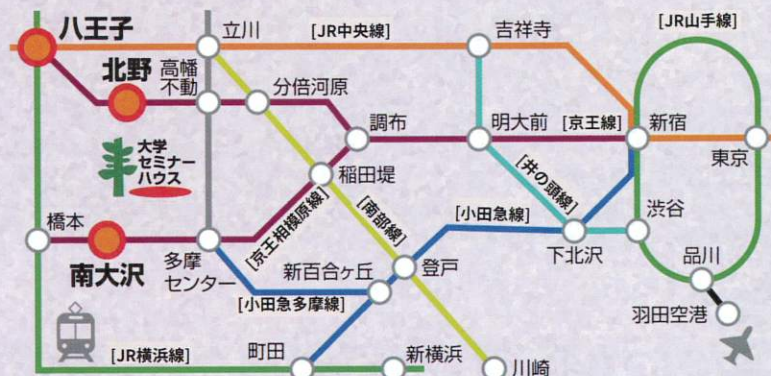 八王子
立川
[JR中央線]
吉祥寺
[JR山手線]
北野
高幡
不動
分倍河原
調布
明大前
[京王線]
新宿
東京
大学
セミナー
ハウス
稲田堤
[井の頭線]
橋本
南大沢
多摩
センター
[京王相模原線]
[南部線]
[小田急線]
下北沢
渋谷
品川
新百合ヶ丘
登戸
[小田急多摩線]
羽田空港
[JR横浜線]
町田
新横浜
川崎